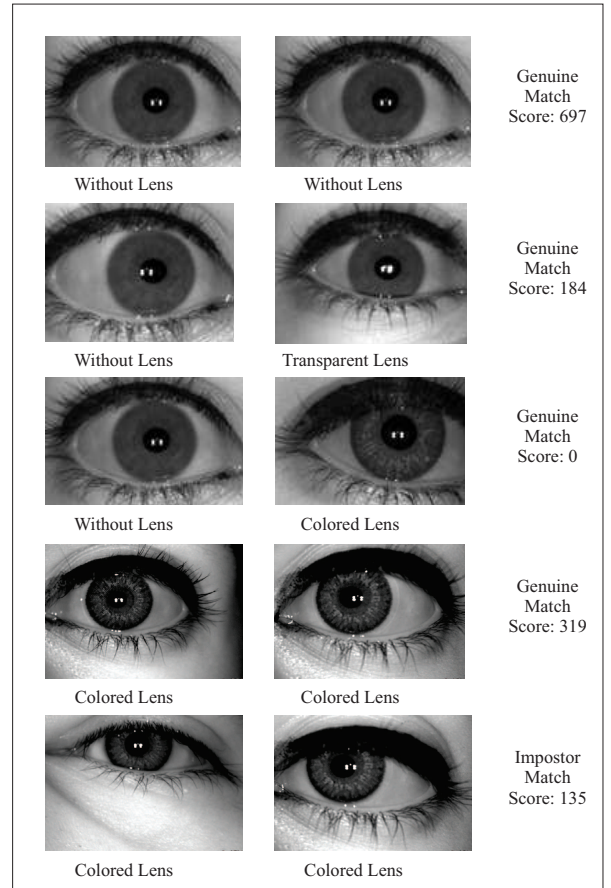 Genuine
Match
Score: 697
Without Lens
Without Lens
Genuine
Match
Score: 184
Without Lens
Transparent Lens
Genuine
Match
Score: 0
Without Lens
Colored Lens
Genuine
Match
Score: 319
Colored Lens
Colored Lens
Impostor
Match
Score: 135
Colored Lens
Colored Lens